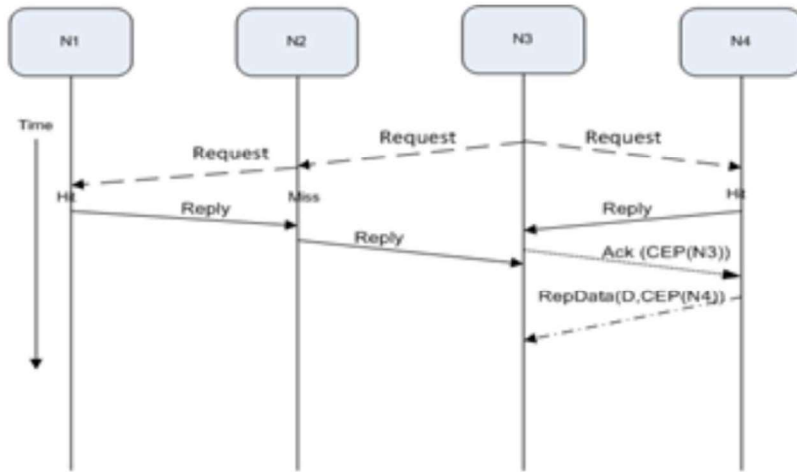 N1
N2
N3
N4
Time
Request
Request
Request
Hit
Miss
Hit
Reply
Reply
Reply
Ack (CEP(N3))
RepData(D,CEP(N4))